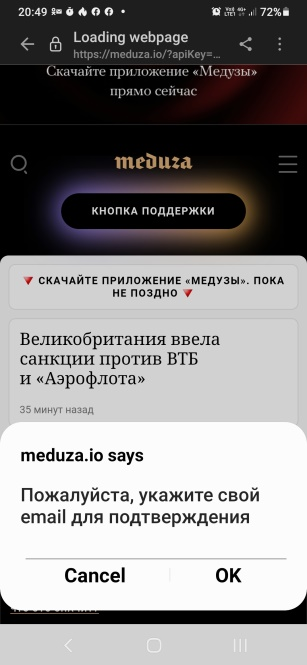 20:49
72%
Loading webpage
https://meduza.io/?apiKey=...
Скачайте приложение «Медузы»
прямо сейчас
meduza
КНОПКА ПОДДЕРЖКИ
СКАЧАЙТЕ ПРИЛОЖЕНИЕ «МЕДУЗЫ». ПОКА
НЕ ПОЗДНО
Великобритания ввела
санкции против ВТБ
и «Аэрофлота»
35 минут назад
meduza.io says
Пожалуйста, укажите свой
email для подтверждения
Cancel
OK